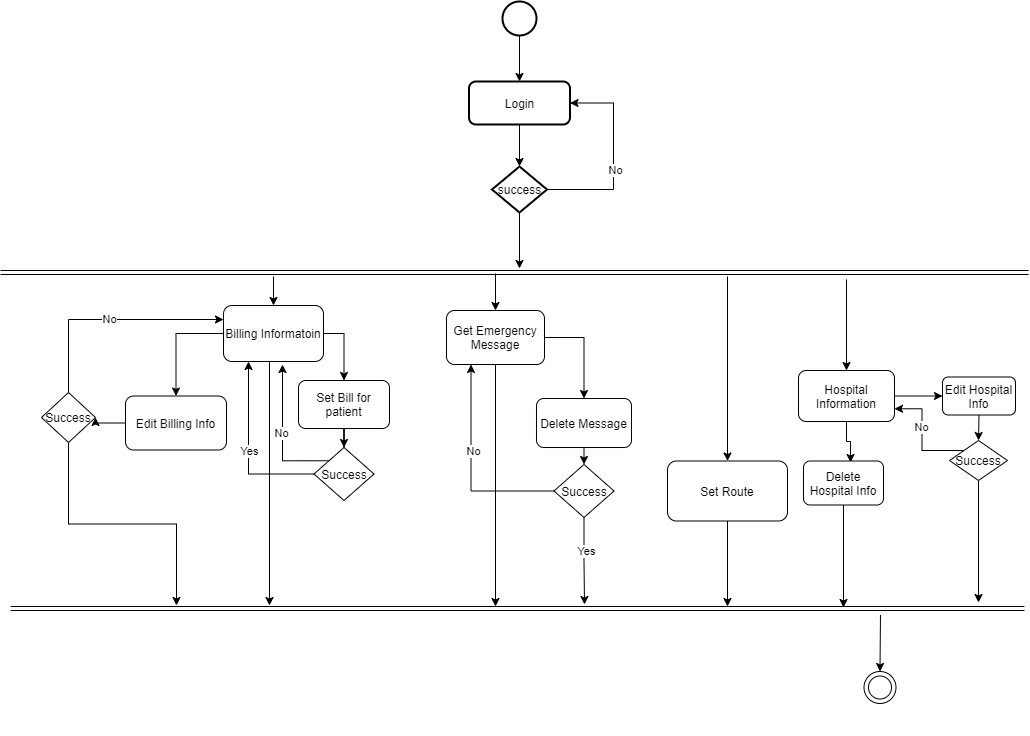 Login
No
success
No
Billing Informatoin
Get Emergency
Message
Set Bill for
patient
Hospital
Information
Edit Hospital
Info
Success
Edit Billing Info
Delete Message
No
No
Yes
No
Success
Success
Success
Set Route
Delete
Hospital Info
Success
Yes